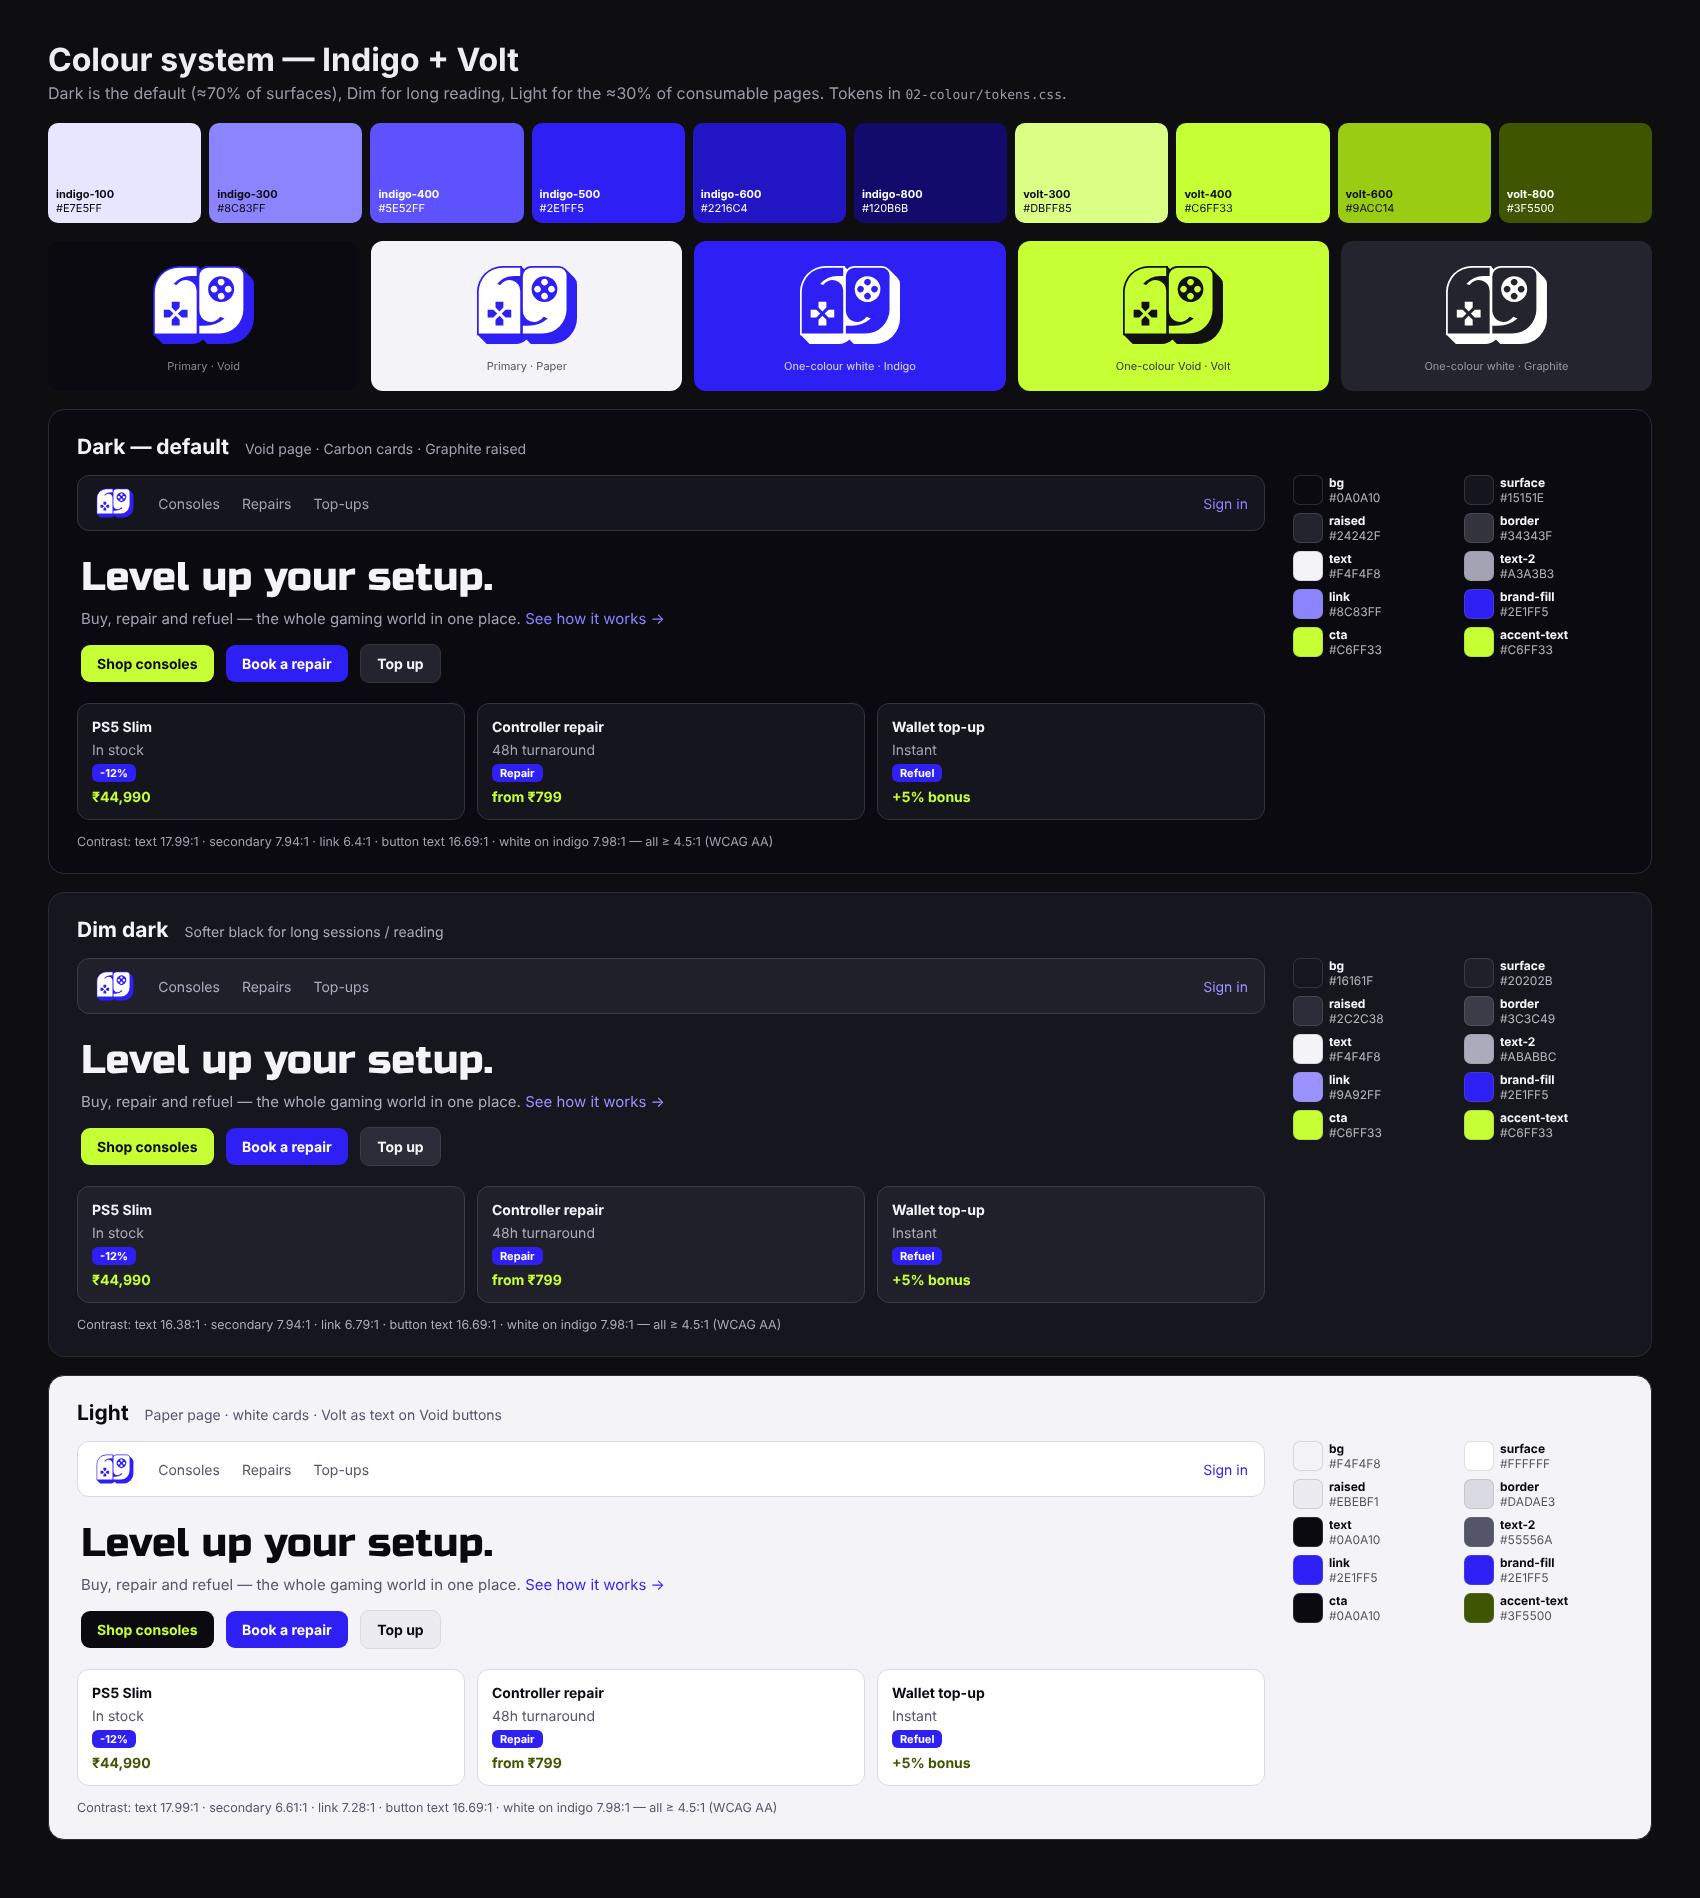 Colour system — Indigo + Volt
Dark is the default (≈70% of surfaces), Dim for long reading, Light for the ≈30% of consumable pages. Tokens in 02-colour/tokens.css.
indigo-100
#E7E5FF
indigo-300
#8C83FF
indigo-400
#5E52FF
indigo-500
#2E1FF5
indigo-600
#2216C4
indigo-800
#120B6B
volt-300
#DBFF85
volt-400
#C6FF33
volt-600
#9ACC14
volt-800
#3F5500
Primary · Void
Primary · Paper
One-colour white · Indigo
One-colour Void · Volt
One-colour white · Graphite
Dark — default Void page · Carbon cards · Graphite raised
Consoles Repairs Top-ups Sign in
Level up your setup.
Buy, repair and refuel — the whole gaming world in one place. See how it works →
Shop consoles Book a repair Top up
PS5 Slim
In stock
-12%
₹44,990
Controller repair
48h turnaround
Repair
from ₹799
Wallet top-up
Instant
Refuel
+5% bonus
Contrast: text 17.99:1 · secondary 7.94:1 · link 6.4:1 · button text 16.69:1 · white on indigo 7.98:1 — all ≥ 4.5:1 (WCAG AA)
bg
#0A0A10
surface
#15151E
raised
#24242F
border
#34343F
text
#F4F4F8
text-2
#A3A3B3
link
#8C83FF
brand-fill
#2E1FF5
cta
#C6FF33
accent-text
#C6FF33
Dim dark Softer black for long sessions / reading
Consoles Repairs Top-ups Sign in
Level up your setup.
Buy, repair and refuel — the whole gaming world in one place. See how it works →
Shop consoles Book a repair Top up
PS5 Slim
In stock
-12%
₹44,990
Controller repair
48h turnaround
Repair
from ₹799
Wallet top-up
Instant
Refuel
+5% bonus
Contrast: text 16.38:1 · secondary 7.94:1 · link 6.79:1 · button text 16.69:1 · white on indigo 7.98:1 — all ≥ 4.5:1 (WCAG AA)
bg
#16161F
surface
#20202B
raised
#2C2C38
border
#3C3C49
text
#F4F4F8
text-2
#ABABBC
link
#9A92FF
brand-fill
#2E1FF5
cta
#C6FF33
accent-text
#C6FF33
Light Paper page · white cards · Volt as text on Void buttons
Consoles Repairs Top-ups Sign in
Level up your setup.
Buy, repair and refuel — the whole gaming world in one place. See how it works →
Shop consoles Book a repair Top up
PS5 Slim
In stock
-12%
₹44,990
Controller repair
48h turnaround
Repair
from ₹799
Wallet top-up
Instant
Refuel
+5% bonus
Contrast: text 17.99:1 · secondary 6.61:1 · link 7.28:1 · button text 16.69:1 · white on indigo 7.98:1 — all ≥ 4.5:1 (WCAG AA)
bg
#F4F4F8
surface
#FFFFFF
raised
#EBEBF1
border
#DADAE3
text
#0A0A10
text-2
#55556A
link
#2E1FF5
brand-fill
#2E1FF5
cta
#0A0A10
accent-text
#3F5500